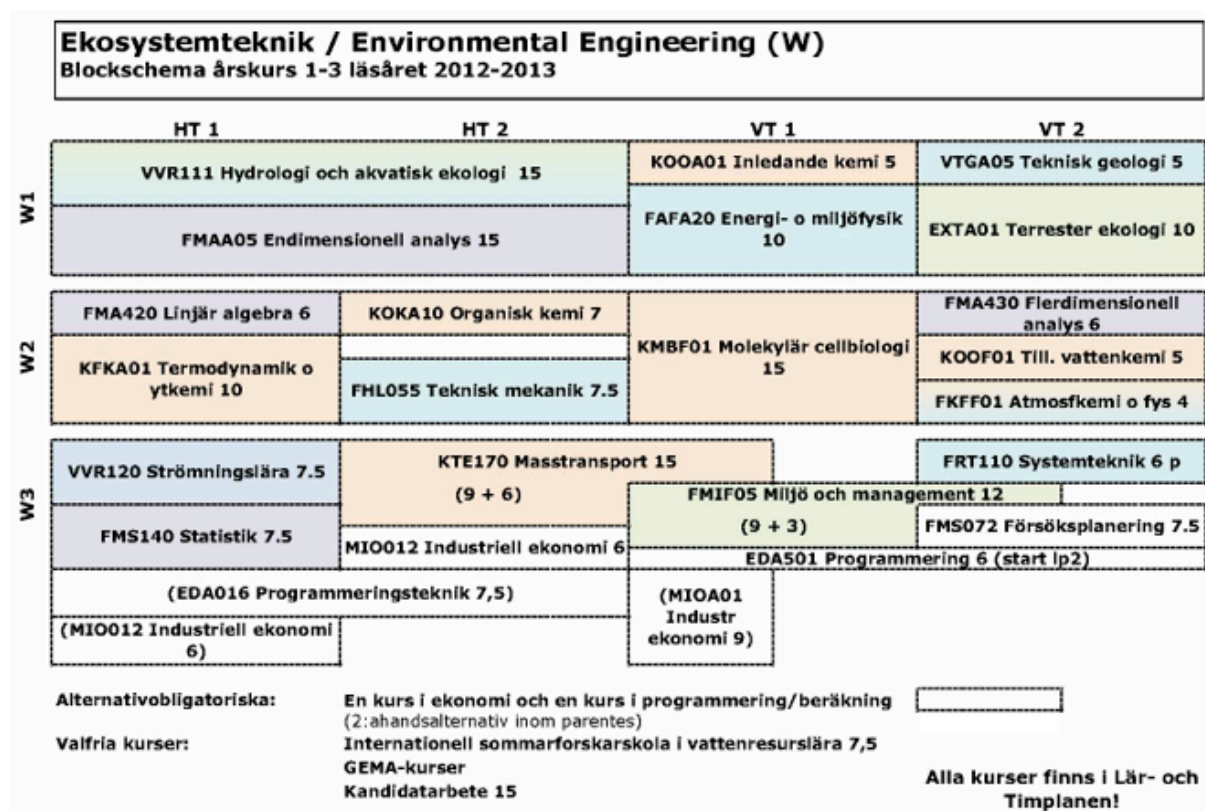 Ekosystemteknik / Environmental Engineering (W)
Blockschema årskurs 1-3 läsåret 2012-2013
HT 1
HT 2
VT 1
VT 2
W1
VVR111 Hydrologi och akvatisk ekologi 15
FMAA05 Endimensionell analys 15
KOOA01 Inledande kemi 5
FAFA20 Energi- o miljöfysik
10
VTGA05 Teknisk geologi 5
EXTA01 Terrester ekologi 10
W2
FMA420 Linjär algebra 6
KFKA01 Termodynamik o
ytkemi 10
KOKA10 Organisk kemi 7
FHL055 Teknisk mekanik 7.5
KMBF01 Molekylär cellbiologi
15
FMA430 Flerdimensionell
analys 6
KOOF01 Till. vattenkemi 5
FKFF01 Atmosfkemi o fys 4
W3
VVR120 Strömningslära 7.5
FMS140 Statistik 7.5
KTE170 Masstransport 15
(9 + 6)
MIO012 Industriell ekonomi 6
FRT110 Systemteknik 6 p
FMIF05 Miljö och management 12
(9 + 3)
FMS072 Försöksplanering 7.5
EDA501 Programmering 6 (start lp2)
(EDA016 Programmeringsteknik 7,5)
(MIO012 Industriell ekonomi
6)
(MIOA01
Industr
ekonomi 9)
Alternativobligatoriska:
En kurs i ekonomi och en kurs i programmering/beräkning
(2:ahandsalternativ inom parentes)
Valfria kurser:
Internationell sommarforskarskola i vattenresurslära 7,5
GEMA-kurser
Kandidatarbete 15
Alla kurser finns i Lär- och
Timplanen!